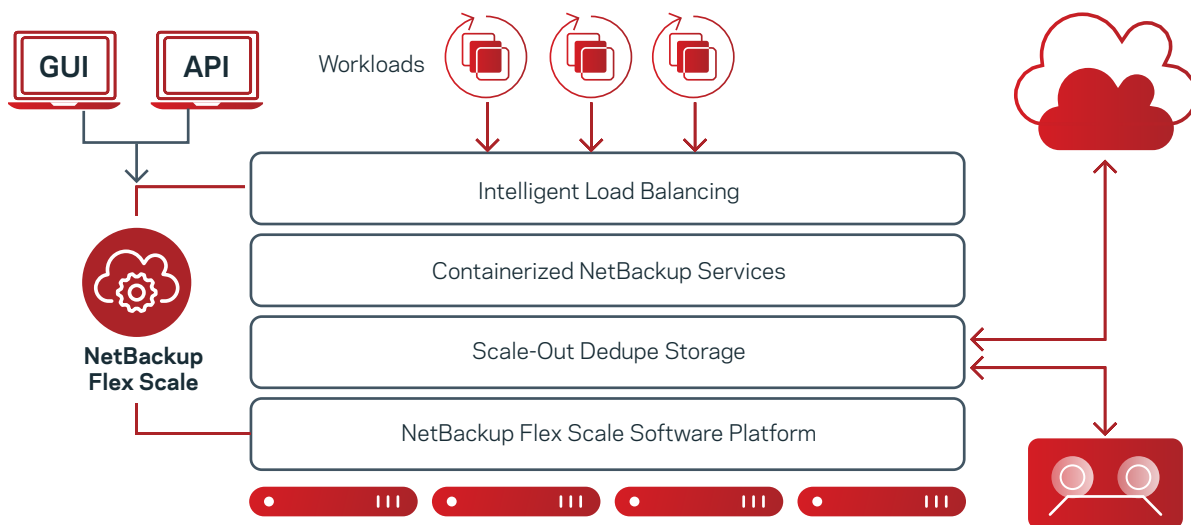 GUI
API
Workloads
Intelligent Load Balancing
Containerized NetBackup Services
Scale-Out Dedupe Storage
NetBackup Flex Scale Software Platform
NetBackup
Flex Scale